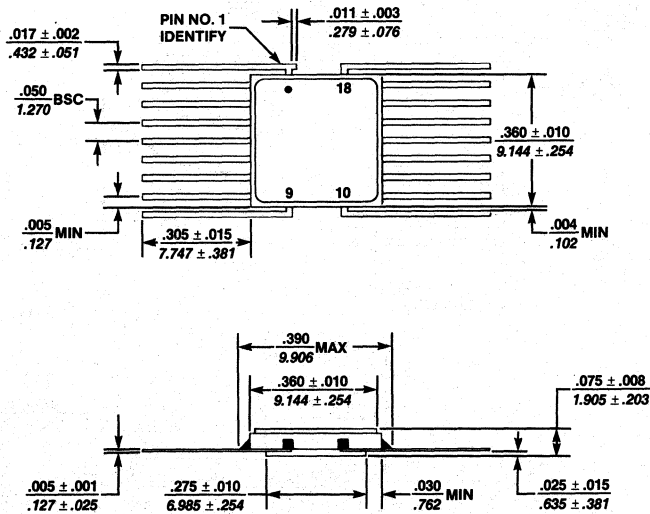 PIN NO. 1
IDENTIFY
.011 ± .003
.279 ± .076
.017 ± .002
.432 ± .051
.050
1.270
BSC
18
.360 ± .010
9.144 ± .254
9
10
.005
.127
MIN
.305 ± .015
7.747 ± .381
.004
.102
MIN
.390
9.906
MAX
.360 ± .010
9.144 ± .254
.075 ± .008
1.905 ± .203
.005 ± .001
.127 ± .025
.275 ± .010
6.985 ± .254
.030
.762
MIN
.025 ± .015
.635 ± .381